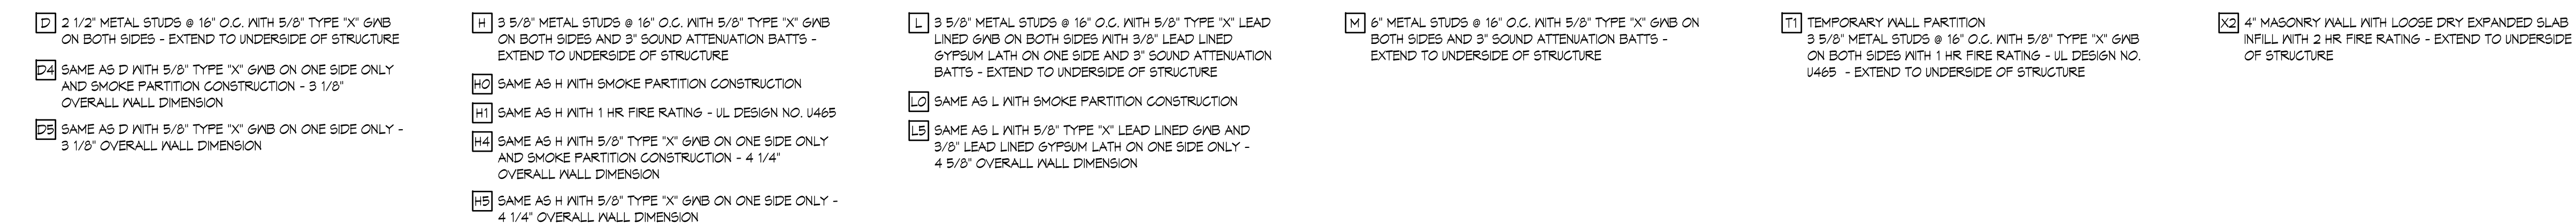 D 2 1/2" METAL STUDS @ 16" O.C. WITH 5/8" TYPE "X" GWB
ON BOTH SIDES - EXTEND TO UNDERSIDE OF STRUCTURE
D4 SAME AS D WITH 5/8" TYPE "X" GWB ON ONE SIDE ONLY
AND SMOKE PARTITION CONSTRUCTION - 3 1/8"
OVERALL WALL DIMENSION
D5 SAME AS D WITH 5/8" TYPE "X" GWB ON ONE SIDE ONLY -
3 1/8" OVERALL WALL DIMENSION
H 3 5/8" METAL STUDS @ 16" O.C. WITH 5/8" TYPE "X" GWB
ON BOTH SIDES AND 3" SOUND ATTENUATION BATTS -
EXTEND TO UNDERSIDE OF STRUCTURE
H0 SAME AS H WITH SMOKE PARTITION CONSTRUCTION
H1 SAME AS H WITH 1 HR FIRE RATING - UL DESIGN NO. U465
H4 SAME AS H WITH 5/8" TYPE "X" GWB ON ONE SIDE ONLY
AND SMOKE PARTITION CONSTRUCTION - 4 1/4"
OVERALL WALL DIMENSION
H5 SAME AS H WITH 5/8" TYPE "X" GWB ON ONE SIDE ONLY -
4 1/4" OVERALL WALL DIMENSION
L 3 5/8" METAL STUDS @ 16" O.C. WITH 5/8" TYPE "X" LEAD
LINED GWB ON BOTH SIDES WITH 3/8" LEAD LINED
GYPSUM LATH ON ONE SIDE AND 3" SOUND ATTENUATION
BATTS - EXTEND TO UNDERSIDE OF STRUCTURE
L0 SAME AS L WITH SMOKE PARTITION CONSTRUCTION
L5 SAME AS L WITH 5/8" TYPE "X" LEAD LINED GWB AND
3/8" LEAD LINED GYPSUM LATH ON ONE SIDE ONLY -
4 5/8" OVERALL WALL DIMENSION
M 6" METAL STUDS @ 16" O.C. WITH 5/8" TYPE "X" GWB ON
BOTH SIDES AND 3" SOUND ATTENUATION BATTS -
EXTEND TO UNDERSIDE OF STRUCTURE
T1 TEMPORARY WALL PARTITION
3 5/8" METAL STUDS @ 16" O.C. WITH 5/8" TYPE "X" GWB
ON BOTH SIDES WITH 1 HR FIRE RATING - UL DESIGN NO.
U465 - EXTEND TO UNDERSIDE OF STRUCTURE
X2 4" MASONRY WALL WITH LOOSE DRY EXPANDED SLAB
INFILL WITH 2 HR FIRE RATING - EXTEND TO UNDERSIDE
OF STRUCTURE